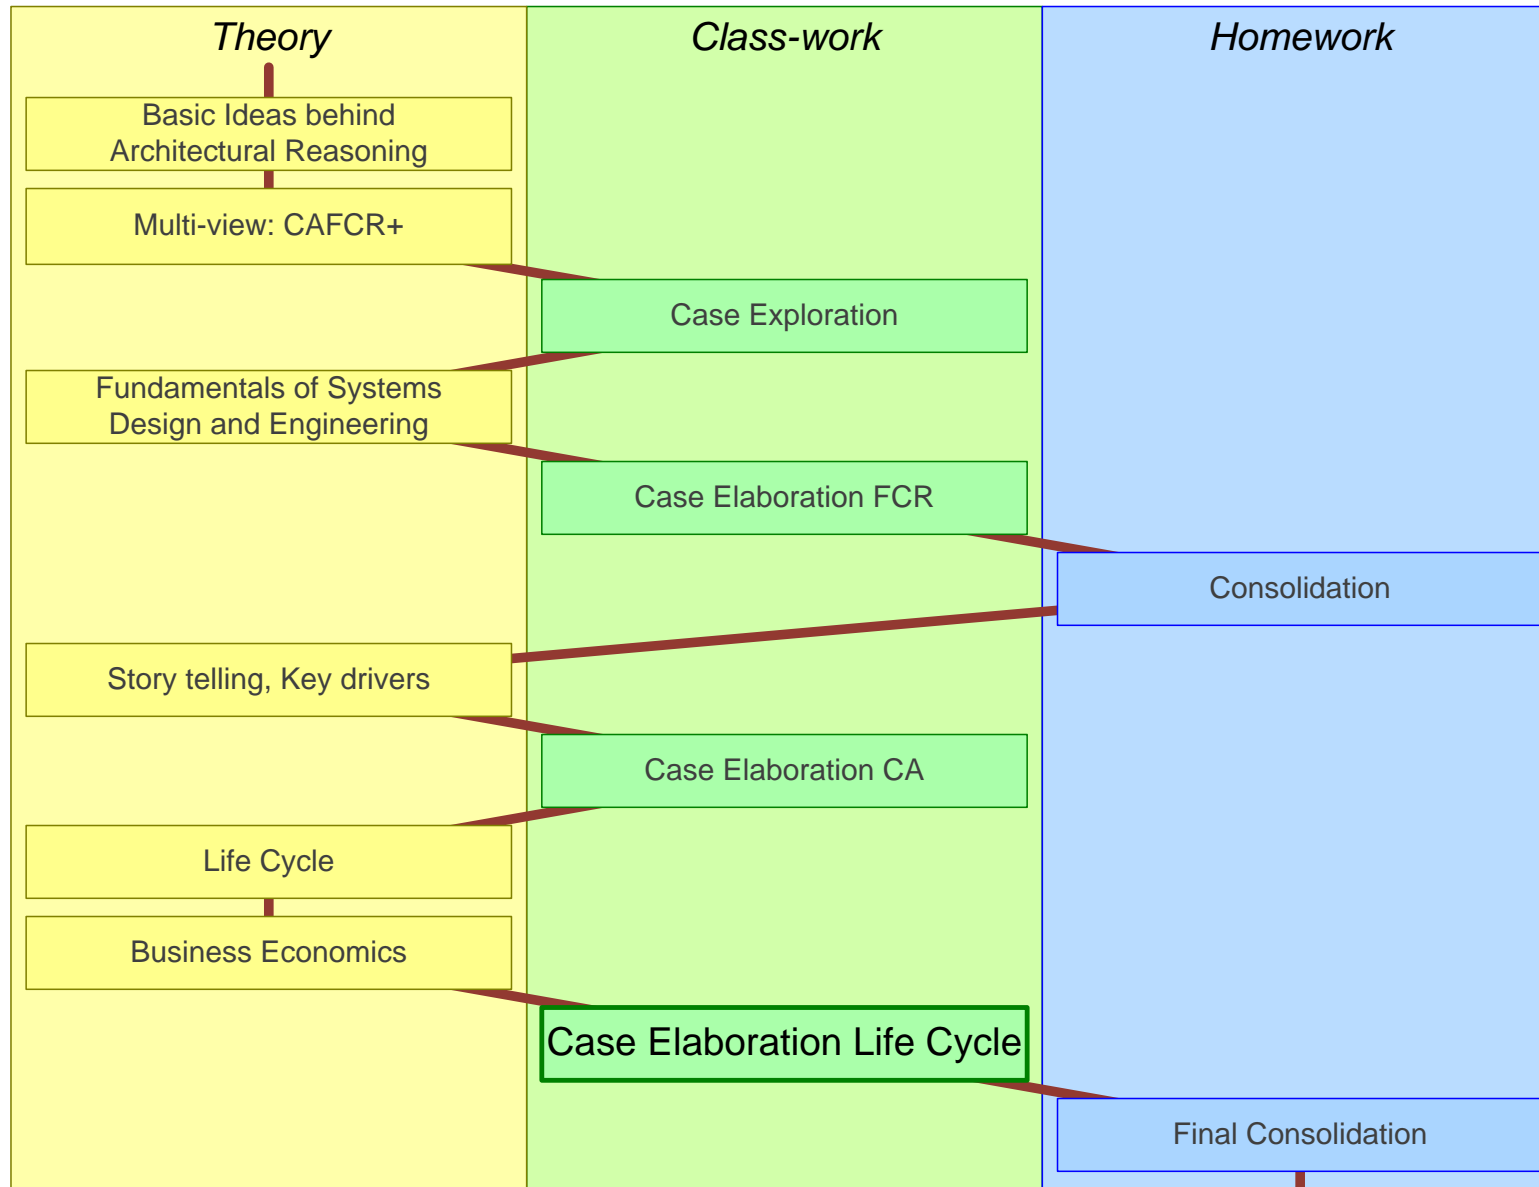 Theory
Class-work
Homework
Basic Ideas behind
Architectural Reasoning
Multi-view: CAFCR+
Case Exploration
Fundamentals of Systems
Design and Engineering
Case Elaboration FCR
Consolidation
Story telling, Key drivers
Case Elaboration CA
Life Cycle
Business Economics
Case Elaboration Life Cycle
Final Consolidation